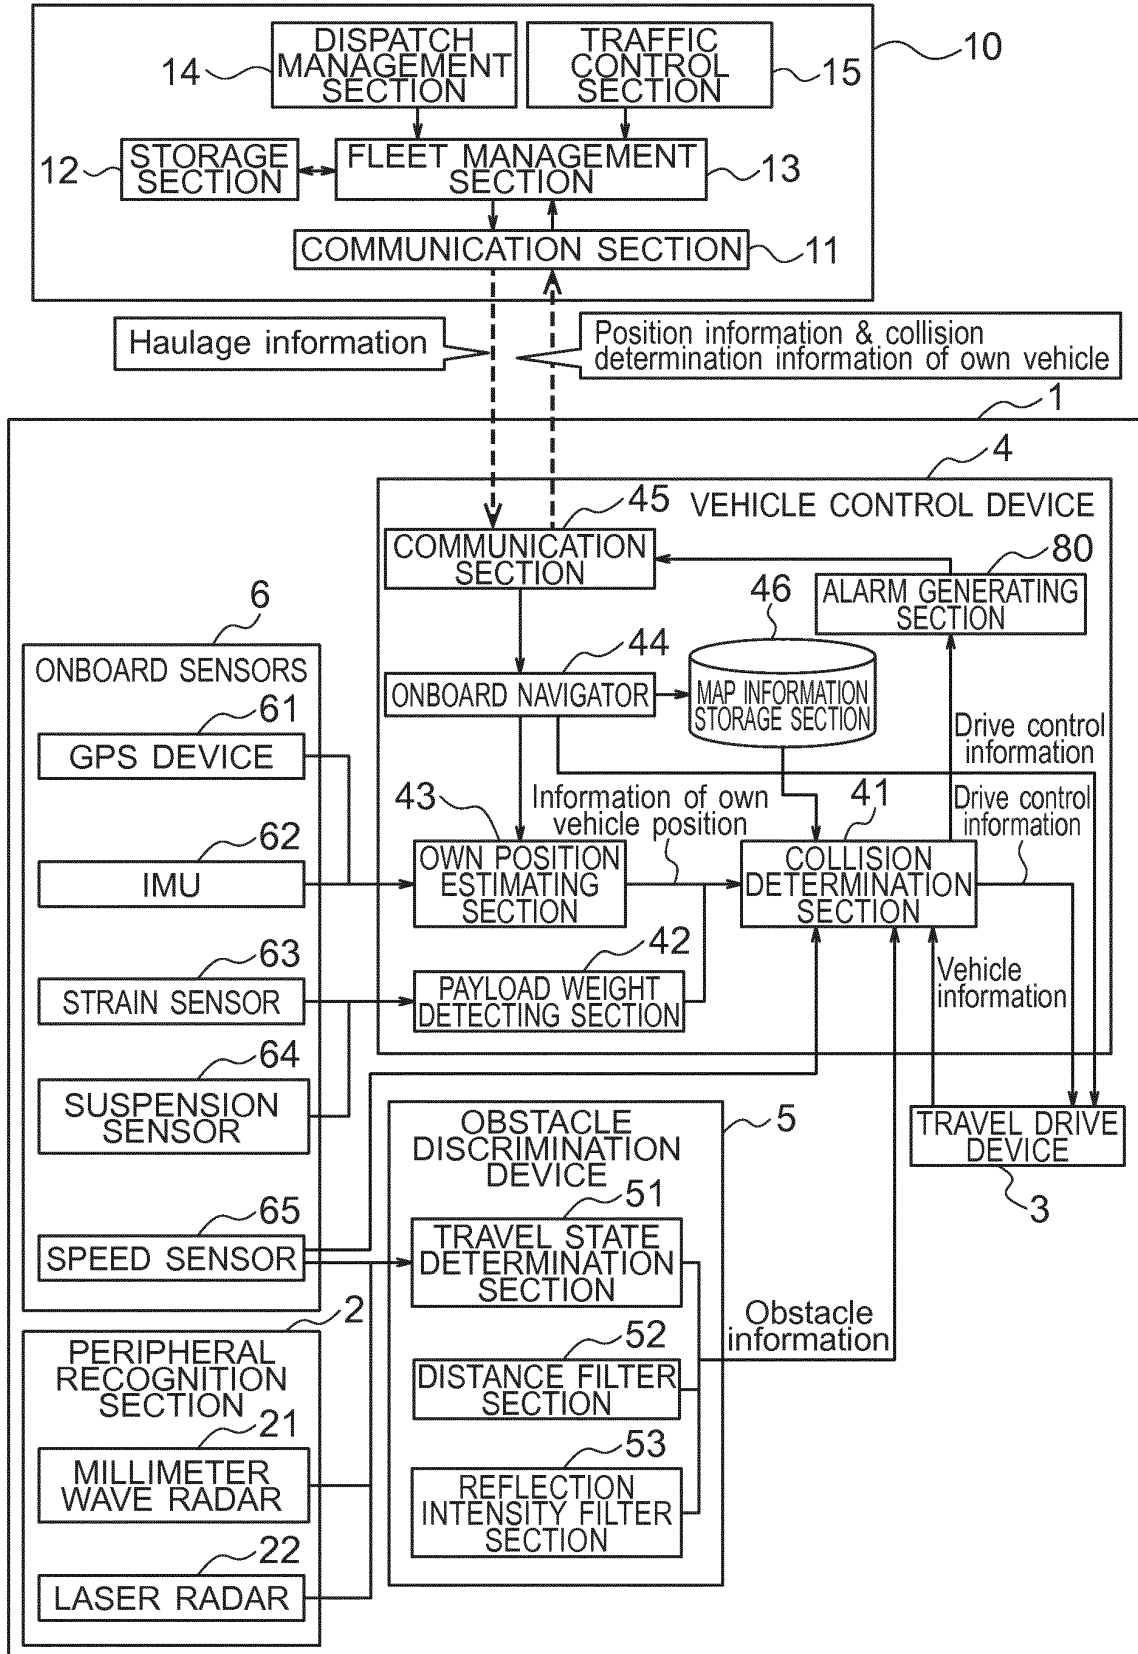 10
DISPATCH
MANAGEMENT
SECTION
14
TRAFFIC
CONTROL
SECTION
15
STORAGE
SECTION
12
FLEET MANAGEMENT
SECTION
13
COMMUNICATION SECTION
11
Haulage information
Position information & collision
determination information of own vehicle
1
4
VEHICLE CONTROL DEVICE
45
COMMUNICATION
SECTION
80
ALARM GENERATING
SECTION
46
MAP INFORMATION
STORAGE SECTION
44
ONBOARD NAVIGATOR
6
ONBOARD SENSORS
61
GPS DEVICE
62
IMU
63
STRAIN SENSOR
64
SUSPENSION
SENSOR
65
SPEED SENSOR
Drive control
information
Drive control
information
43
OWN POSITION
ESTIMATING
SECTION
Information of own
vehicle position
41
COLLISION
DETERMINATION
SECTION
42
PAYLOAD WEIGHT
DETECTING SECTION
Vehicle
information
TRAVEL DRIVE
DEVICE
3
5
OBSTACLE
DISCRIMINATION
DEVICE
51
TRAVEL STATE
DETERMINATION
SECTION
52
DISTANCE FILTER
SECTION
53
REFLECTION
INTENSITY FILTER
SECTION
Obstacle
information
2
PERIPHERAL
RECOGNITION
SECTION
21
MILLIMETER
WAVE RADAR
22
LASER RADAR